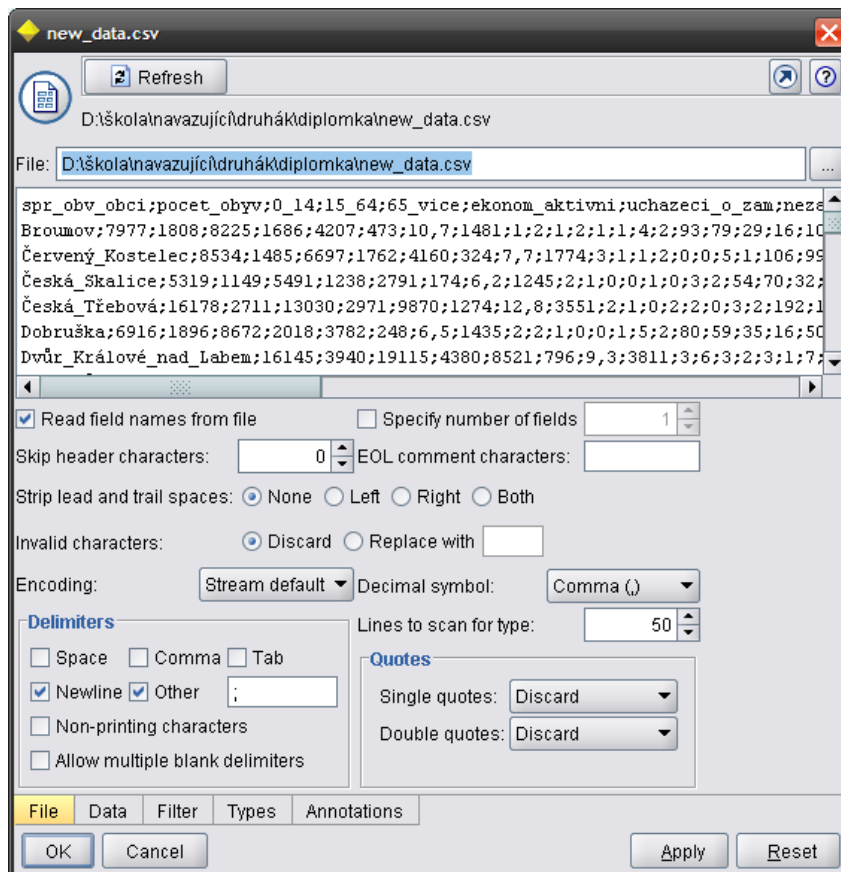 new_data.csv
Refresh
D:\škola\navazující\druhák\diplomka\new_data.csv
File: D:\škola\navazující\druhák\diplomka\new_data.csv ...
spr_obv_obci;pocet_obyv;0_14;15_64;65_vice;ekonom_aktivni;uchazeci_o_zam;neza
Broumov;7977;1808;8225;1686;4207;473;10,7;1481;1;2;1;2;1;1;4;2;93;79;29;16;10
Červený_Kostelec;8534;1485;6697;1762;4160;324;7,7;1774;3;1;1;2;0;0;5;1;106;99
Česká_Skalice;5319;1149;5491;1238;2791;174;6,2;1245;2;1;0;0;1;0;3;2;54;70;32;
Česká_Třebová;16178;2711;13030;2971;9870;1274;12,8;3551;2;1;0;2;2;0;3;2;192;1
Dobruška;6916;1896;8672;2018;3782;248;6,5;1435;2;2;1;0;0;1;5;2;80;59;35;16;50
Dvůr_Králové_nad_Labem;16145;3940;19115;4380;8521;796;9,3;3811;3;6;3;2;3;1;7;
Read field names from file Specify number of fields 1
Skip header characters: 0 EOL comment characters:
Strip lead and trail spaces: None Left Right Both
Invalid characters: Discard Replace with
Encoding: Stream default Decimal symbol: Comma (,)
Delimiters Lines to scan for type: 50
Space Comma Tab
Newline Other ;
Non-printing characters
Allow multiple blank delimiters
Quotes
Single quotes: Discard
Double quotes: Discard
File Data Filter Types Annotations
OK Cancel Apply Reset